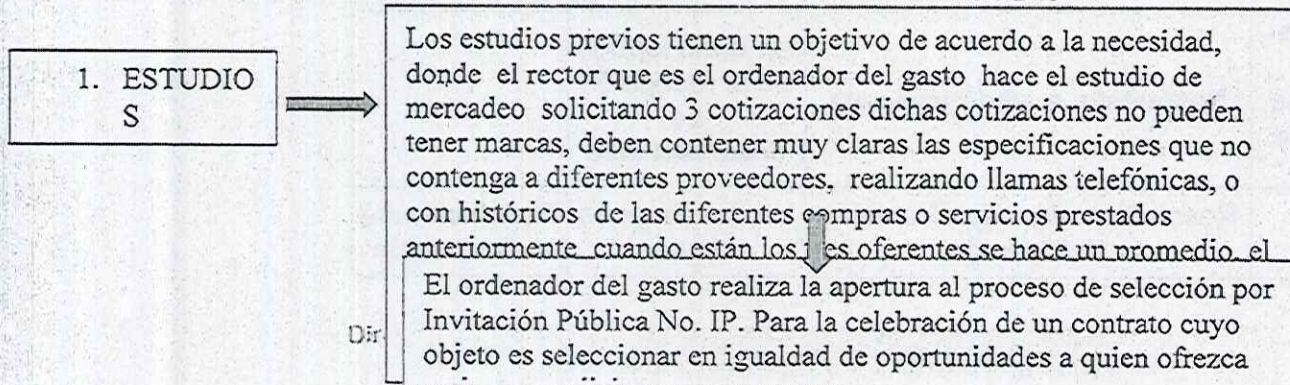 1. ESTUDIO
S
Los estudios previos tienen un objetivo de acuerdo a la necesidad,
donde el rector que es el ordenador del gasto hace el estudio de
mercadeo solicitando 3 cotizaciones dichas cotizaciones no pueden
tener marcas, deben contener muy claras las especificaciones que no
contenga a diferentes proveedores, realizando llamas telefónicas, o
con históricos de las diferentes compras o servicios prestados
anteriormente cuando están los tres oferentes se hace un promedio el
El ordenador del gasto realiza la apertura al proceso de selección por
Invitación Pública No. IP. Para la celebración de un contrato cuyo
Dir.
objeto es seleccionar en igualdad de oportunidades a quien ofrezca